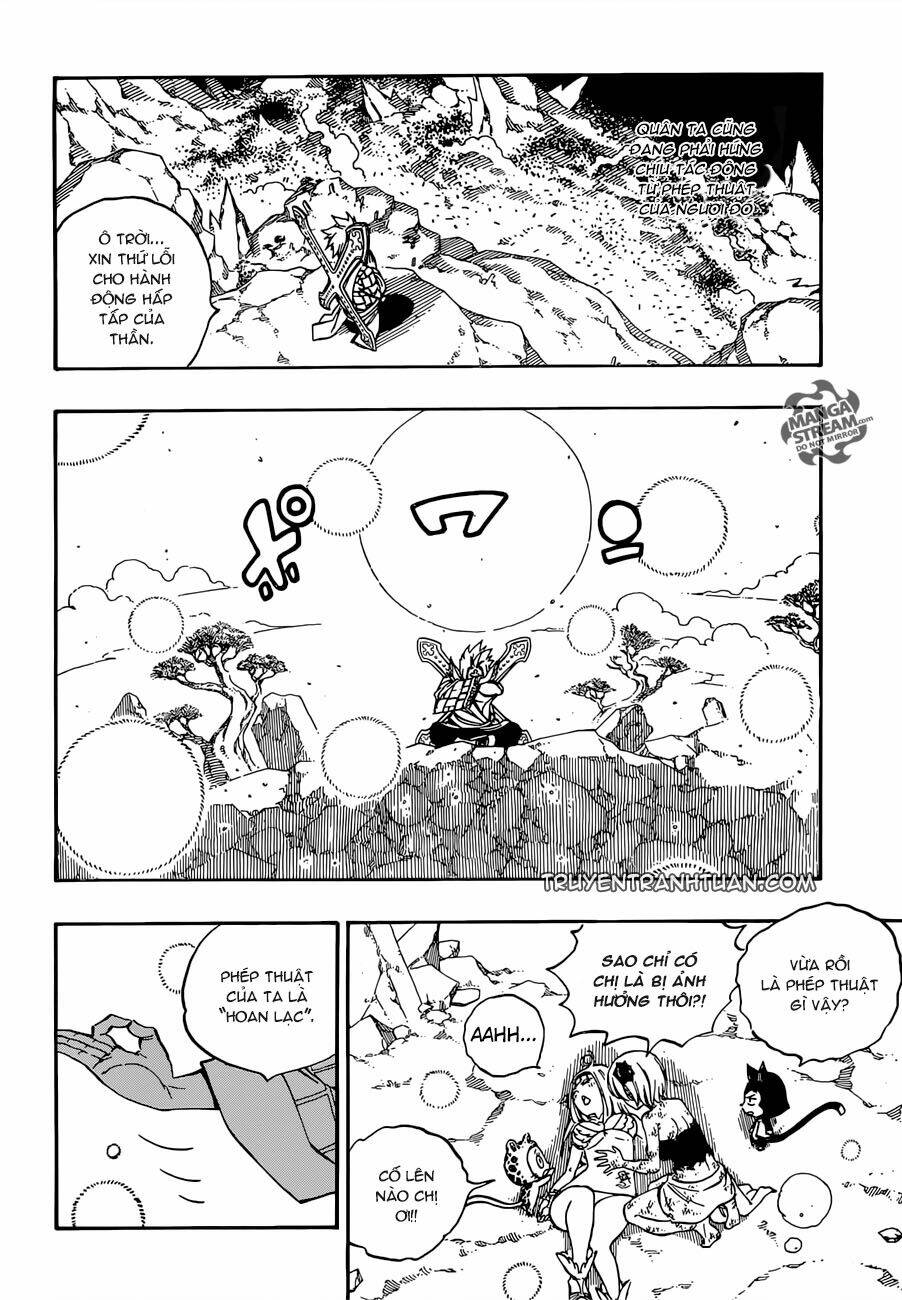 QUÂN TA CŨNG
ĐANG PHẢI HỨNG
CHỊU TÁC ĐỘNG
TỪ PHÉP THUẬT
CỦA NGƯỜI ĐÓ.
Ô TRỜI...
XIN THỨ LỖI
CHO HÀNH
ĐỘNG HẤP
TẤP CỦA
THẦN.
MANGA
STREAM.com
DO NOT MIRROR!
TRUYENTRANHTUAN.COM
PHÉP THUẬT
CỦA TA LÀ
"HOAN LẠC".
VỪA RỒI
LÀ PHÉP THUẬT
GÌ VẬY?
SAO CHỈ CÓ
CHỊ LÀ BỊ ẢNH
HƯỞNG THÔI?!
AAHH...
CỐ LÊN
NÀO CHỊ
ƠI!!